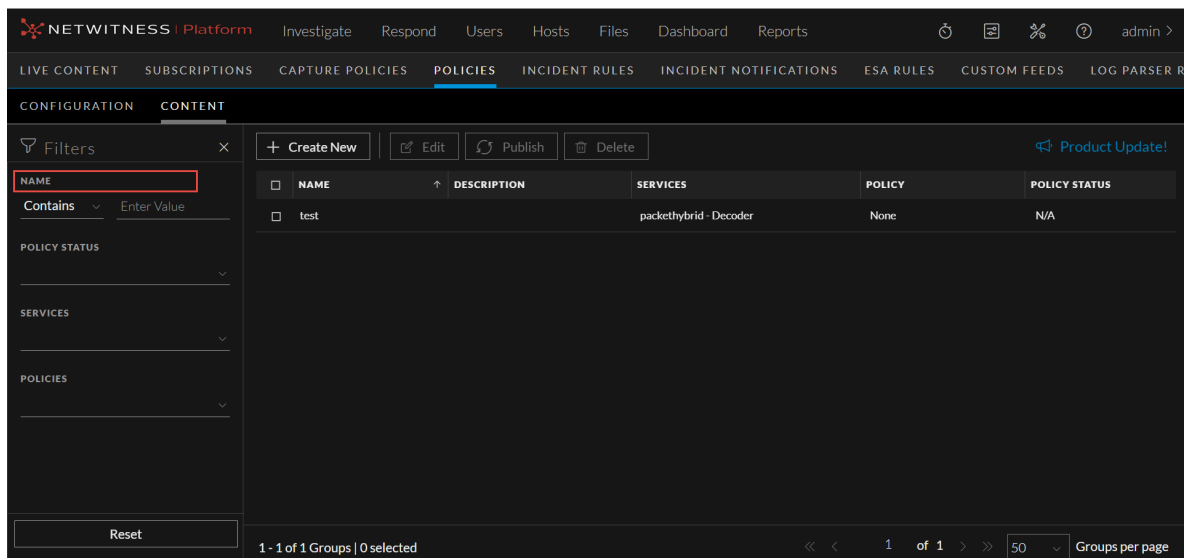 NETWITNESS | Platform Investigate Respond Users Hosts Files Dashboard Reports admin >
LIVE CONTENT SUBSCRIPTIONS CAPTURE POLICIES POLICIES INCIDENT RULES INCIDENT NOTIFICATIONS ESA RULES CUSTOM FEEDS LOG PARSER R
CONFIGURATION CONTENT
Filters
+ Create New Edit Publish Delete Product Update!
NAME
Contains Enter Value
POLICY STATUS
SERVICES
POLICIES
Reset
NAME DESCRIPTION SERVICES POLICY POLICY STATUS
test packethybrid - Decoder None N/A
1 - 1 of 1 Groups | 0 selected
1 of 1 50 Groups per page